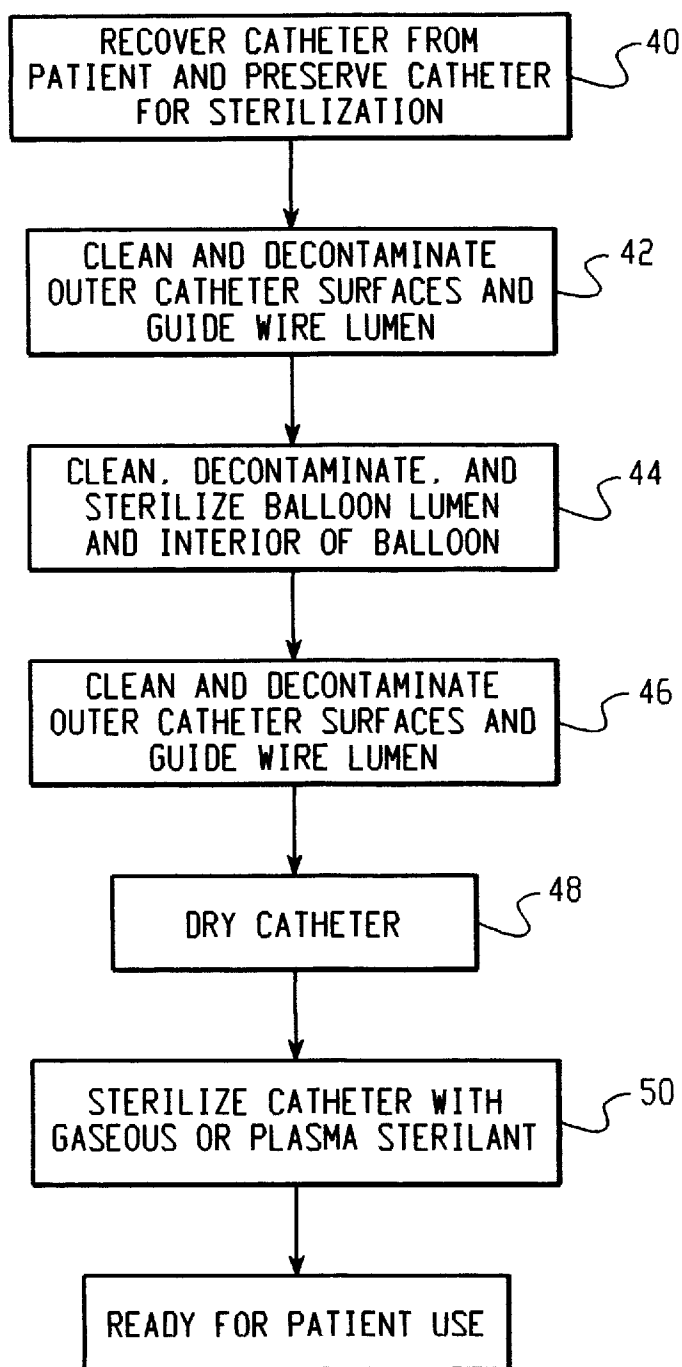 RECOVER CATHETER FROM
PATIENT AND PRESERVE CATHETER
FOR STERILIZATION
40
CLEAN AND DECONTAMINATE
OUTER CATHETER SURFACES AND
GUIDE WIRE LUMEN
42
CLEAN, DECONTAMINATE, AND
STERILIZE BALLOON LUMEN
AND INTERIOR OF BALLOON
44
CLEAN AND DECONTAMINATE
OUTER CATHETER SURFACES AND
GUIDE WIRE LUMEN
46
DRY CATHETER
48
STERILIZE CATHETER WITH
GASEOUS OR PLASMA STERILANT
50
READY FOR PATIENT USE